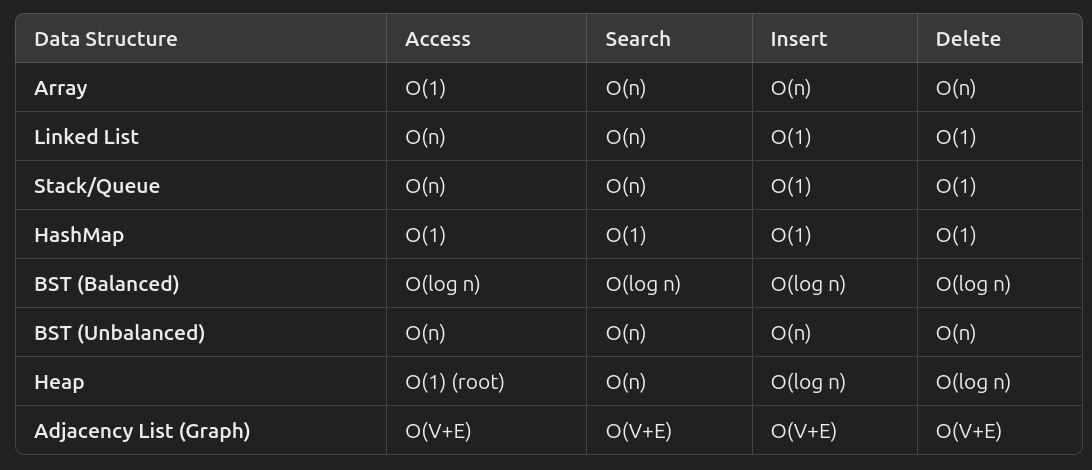 Data Structure Access Search Insert Delete
Array O(1) O(n) O(n) O(n)
Linked List O(n) O(n) O(1) O(1)
Stack/Queue O(n) O(n) O(1) O(1)
HashMap O(1) O(1) O(1) O(1)
BST (Balanced) O(log n) O(log n) O(log n) O(log n)
BST (Unbalanced) O(n) O(n) O(n) O(n)
Heap O(1) (root) O(n) O(log n) O(log n)
Adjacency List (Graph) O(V+E) O(V+E) O(V+E) O(V+E)